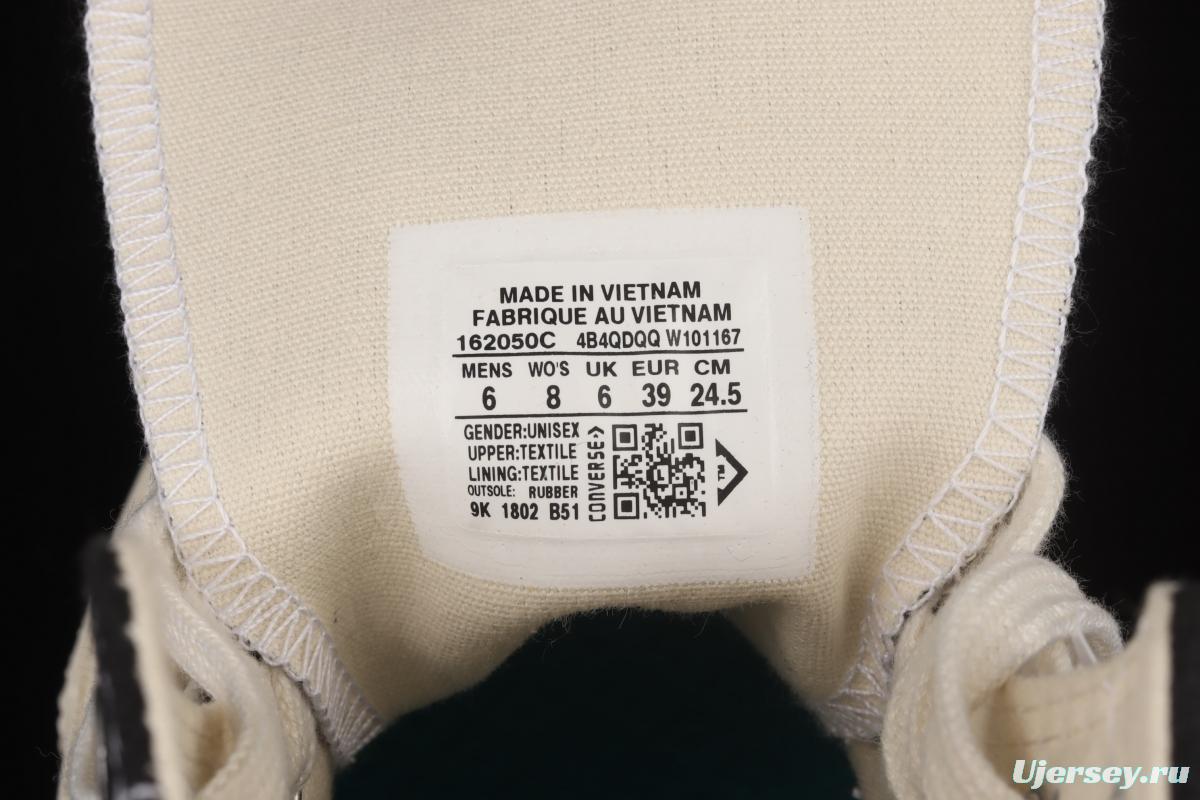 MADE IN VIETNAM
FABRIQUE AU VIETNAM
162050C 4B4QDQQ W101167
MENS WO'S UK EUR CM
6 8 6 39 24.5
GENDER:UNISEX
UPPER:TEXTILE
LINING:TEXTILE
OUTSOLE: RUBBER
9K 1802 B51
CONVERSE
TM
Ujersey.ru